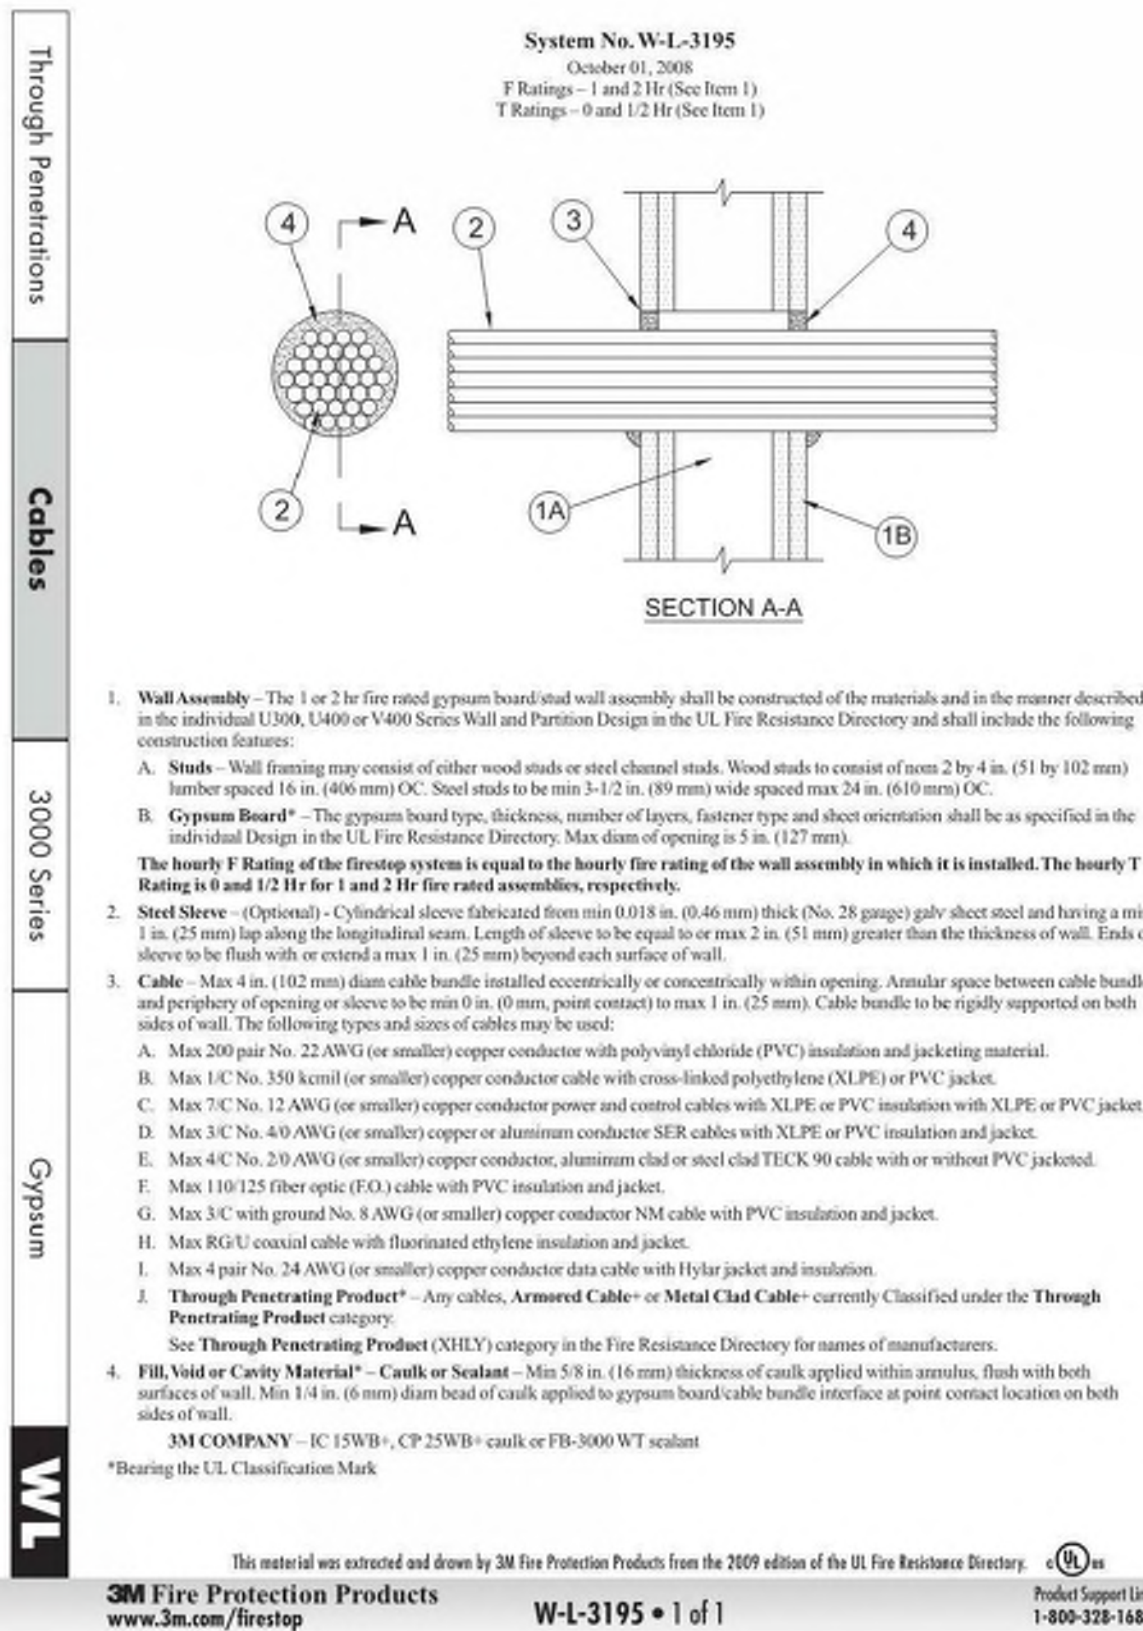 System No. W-L-3195
October 01, 2008
F Ratings – 1 and 2 Hr (See Item 1)
T Ratings – 0 and 1/2 Hr (See Item 1)
Through Penetrations
Cables
3000 Series
Gypsum
WL
4
A
2
3
4
2
A
1A
1B
SECTION A-A
1. Wall Assembly – The 1 or 2 hr fire rated gypsum board/stud wall assembly shall be constructed of the materials and in the manner described
in the individual U300, U400 or V400 Series Wall and Partition Design in the UL Fire Resistance Directory and shall include the following
construction features:
A. Studs – Wall framing may consist of either wood studs or steel channel studs. Wood studs to consist of nom 2 by 4 in. (51 by 102 mm)
lumber spaced 16 in. (406 mm) OC. Steel studs to be min 3-1/2 in. (89 mm) wide spaced max 24 in. (610 mm) OC.
B. Gypsum Board* – The gypsum board type, thickness, number of layers, fastener type and sheet orientation shall be as specified in the
individual Design in the UL Fire Resistance Directory. Max diam of opening is 5 in. (127 mm).
The hourly F Rating of the firestop system is equal to the hourly fire rating of the wall assembly in which it is installed. The hourly T
Rating is 0 and 1/2 Hr for 1 and 2 Hr fire rated assemblies, respectively.
2. Steel Sleeve – (Optional) - Cylindrical sleeve fabricated from min 0.018 in. (0.46 mm) thick (No. 28 gauge) galv sheet steel and having a min
1 in. (25 mm) lap along the longitudinal seam. Length of sleeve to be equal to or max 2 in. (51 mm) greater than the thickness of wall. Ends o
sleeve to be flush with or extend a max 1 in. (25 mm) beyond each surface of wall.
3. Cable – Max 4 in. (102 mm) diam cable bundle installed eccentrically or concentrically within opening. Annular space between cable bundle
and periphery of opening or sleeve to be min 0 in. (0 mm, point contact) to max 1 in. (25 mm). Cable bundle to be rigidly supported on both
sides of wall. The following types and sizes of cables may be used:
A. Max 200 pair No. 22 AWG (or smaller) copper conductor with polyvinyl chloride (PVC) insulation and jacketing material.
B. Max 1/C No. 350 kcmil (or smaller) copper conductor cable with cross-linked polyethylene (XLPE) or PVC jacket.
C. Max 7/C No. 12 AWG (or smaller) copper conductor power and control cables with XLPE or PVC insulation with XLPE or PVC jacket
D. Max 3/C No. 4/0 AWG (or smaller) copper or aluminum conductor SER cables with XLPE or PVC insulation and jacket.
E. Max 4/C No. 2/0 AWG (or smaller) copper conductor, aluminum clad or steel clad TECK 90 cable with or without PVC jacketed.
F. Max 110/125 fiber optic (F.O.) cable with PVC insulation and jacket.
G. Max 3/C with ground No. 8 AWG (or smaller) copper conductor NM cable with PVC insulation and jacket.
H. Max RG/U coaxial cable with fluorinated ethylene insulation and jacket.
I. Max 4 pair No. 24 AWG (or smaller) copper conductor data cable with Hylar jacket and insulation.
J. Through Penetrating Product* – Any cables, Armored Cable+ or Metal Clad Cable+ currently Classified under the Through
Penetrating Product category.
See Through Penetrating Product (XHLY) category in the Fire Resistance Directory for names of manufacturers.
4. Fill, Void or Cavity Material* – Caulk or Sealant – Min 5/8 in. (16 mm) thickness of caulk applied within annulus, flush with both
surfaces of wall. Min 1/4 in. (6 mm) diam bead of caulk applied to gypsum board/cable bundle interface at point contact location on both
sides of wall.
3M COMPANY – IC 15WB+, CP 25WB+ caulk or FB-3000 WT sealant
*Bearing the UL Classification Mark
This material was extracted and drawn by 3M Fire Protection Products from the 2009 edition of the UL Fire Resistance Directory.
c UL us
3M Fire Protection Products
www.3m.com/firestop
W-L-3195 • 1 of 1
Product Support Lin
1-800-328-168